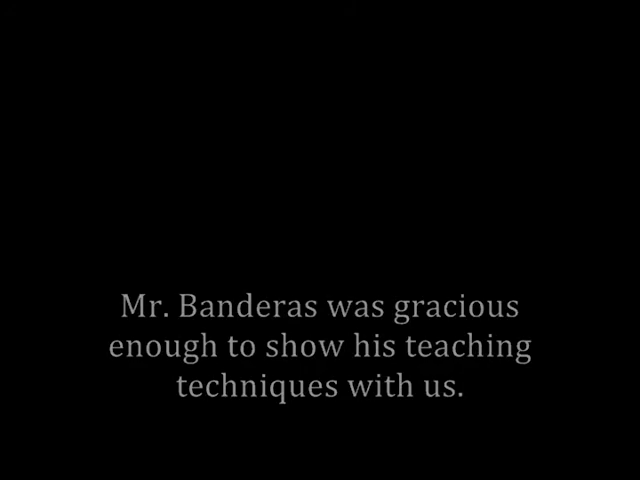 Mr. Banderas was gracious
enough to show his teaching
techniques with us.